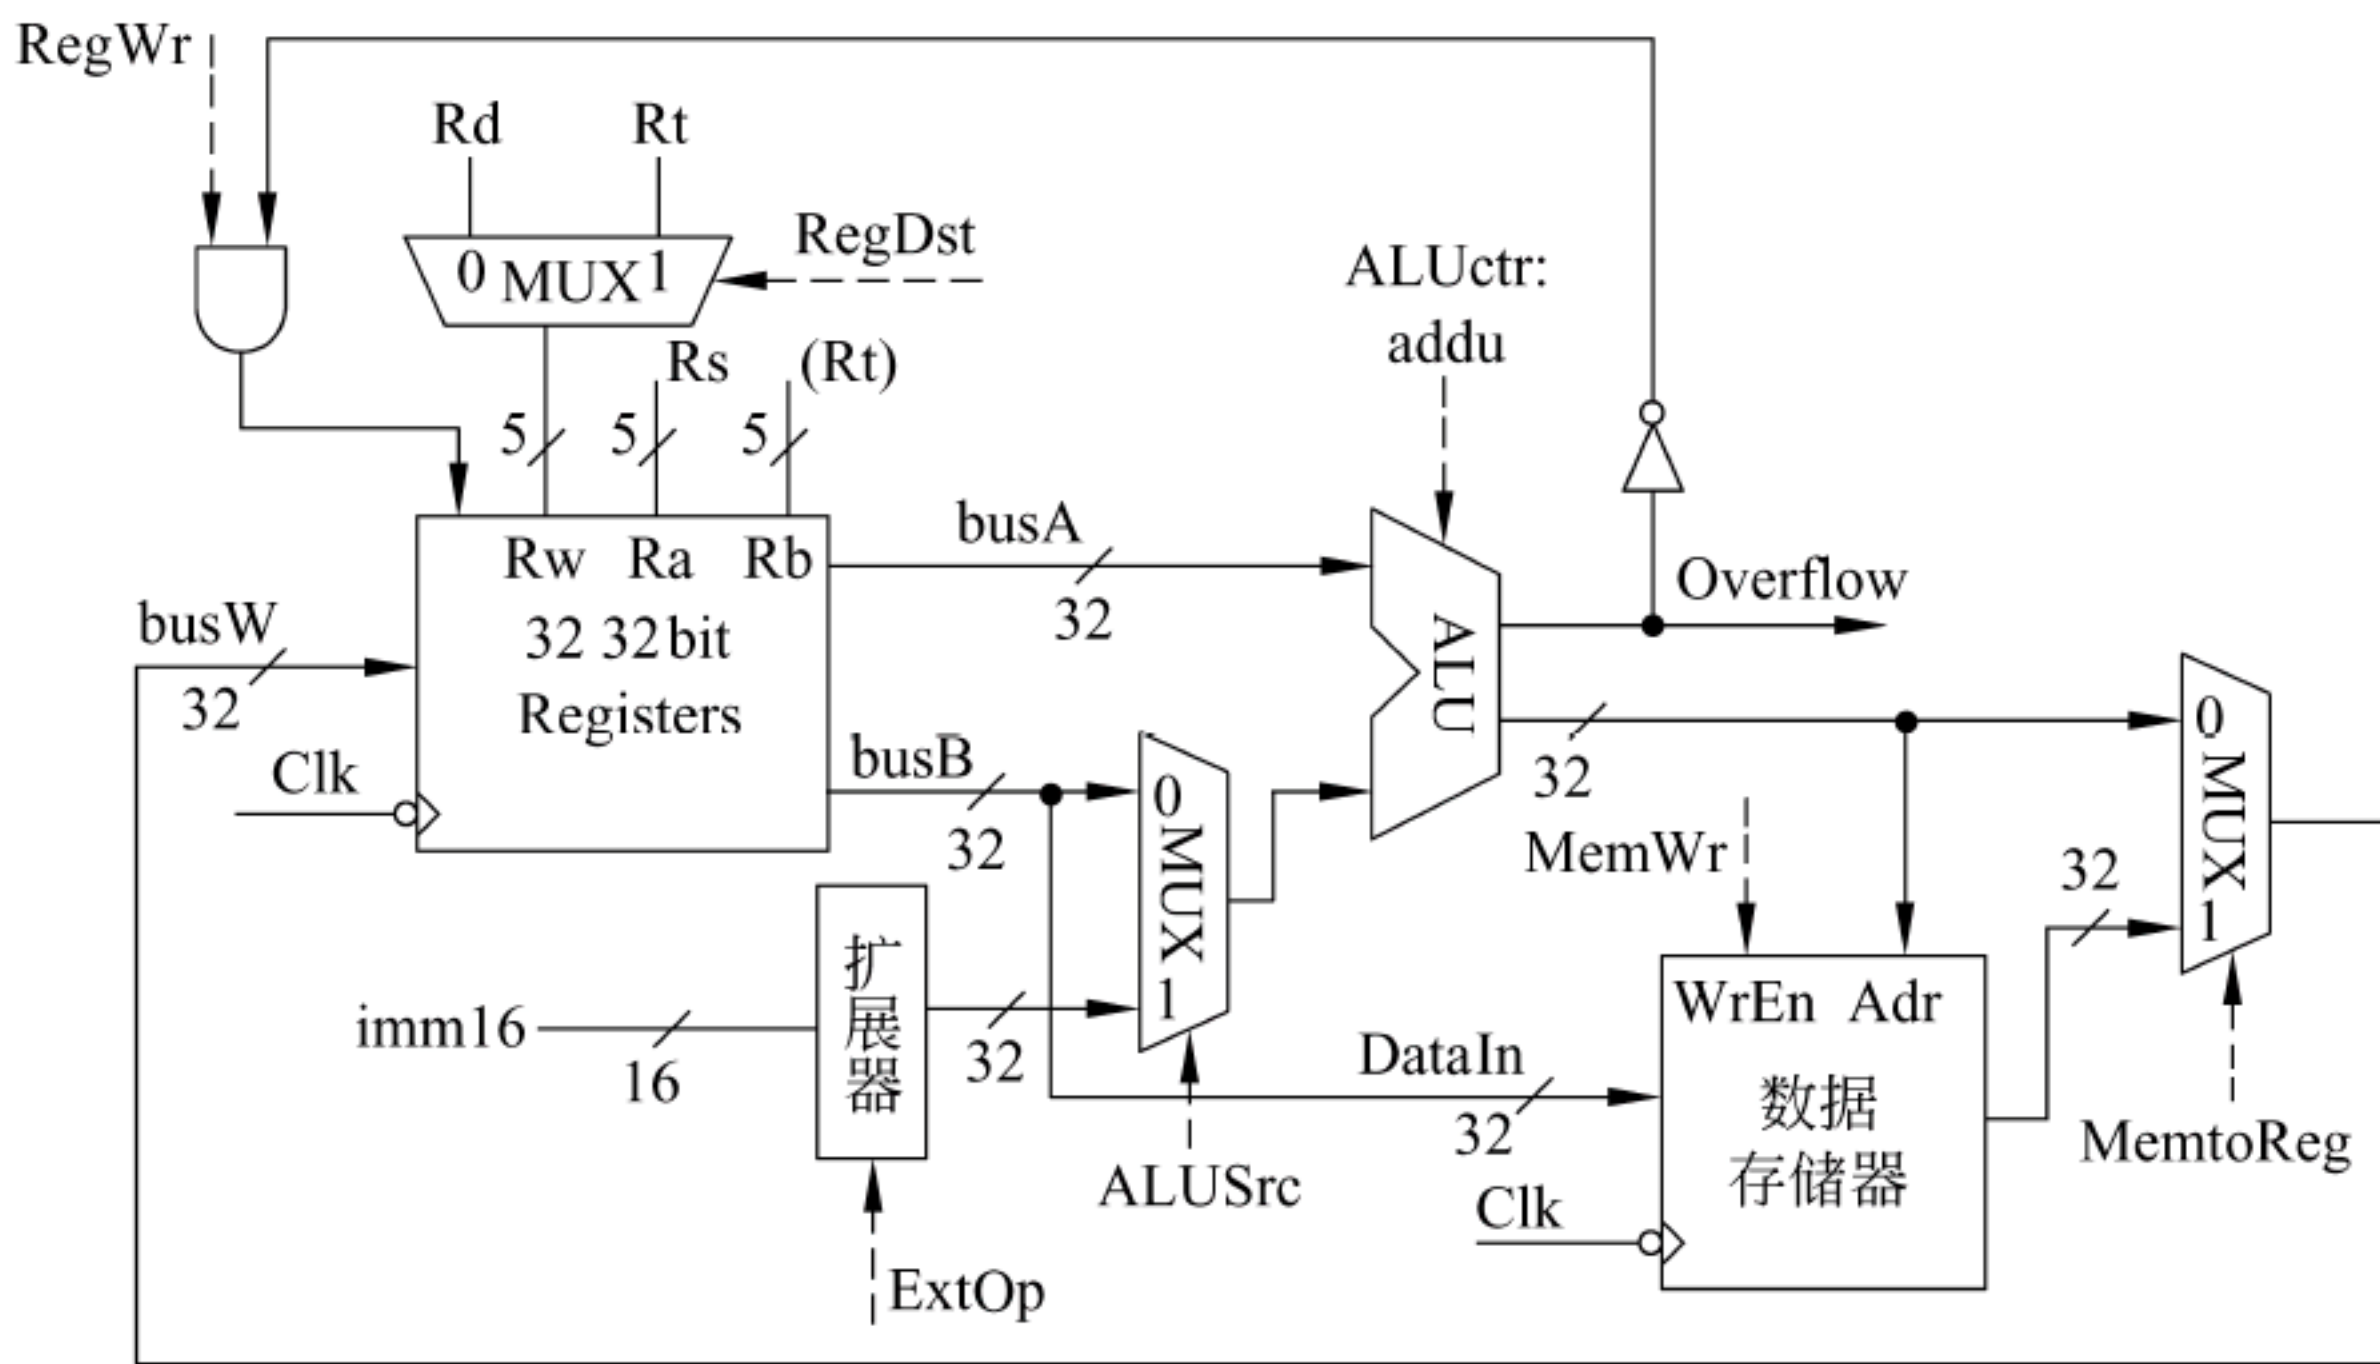 RegWr
Rd
Rt
0 MUX 1
RegDst
ALUctr:
addu
Rs
(Rt)
5
5
5
Rw Ra Rb
32 32bit
Registers
busW
32
Clk
busA
32
busB
32
ALU
Overflow
32
0
MUX
1
imm16
16
扩展器
32
ExtOp
ALUSrc
DataIn
32
MemWr
WrEn Adr
数据
存储器
Clk
32
0
MUX
1
MemtoReg